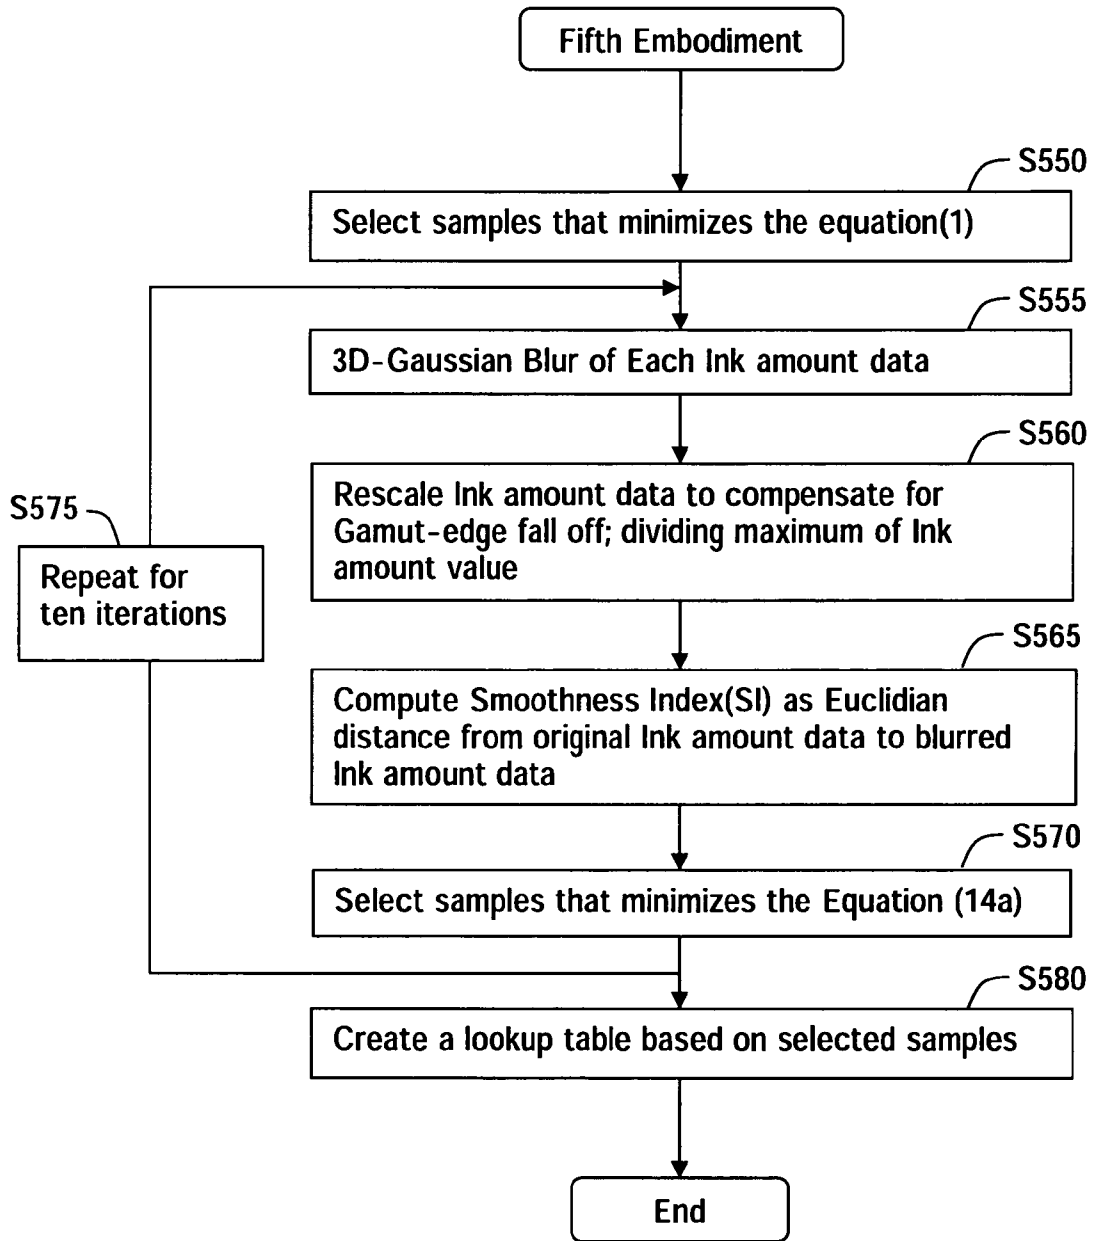 Fifth Embodiment
S550
Select samples that minimizes the equation(1)
S555
3D-Gaussian Blur of Each Ink amount data
S560
Rescale Ink amount data to compensate for
Gamut-edge fall off; dividing maximum of Ink
amount value
S575
Repeat for
ten iterations
S565
Compute Smoothness Index(SI) as Euclidian
distance from original Ink amount data to blurred
Ink amount data
S570
Select samples that minimizes the Equation (14a)
S580
Create a lookup table based on selected samples
End